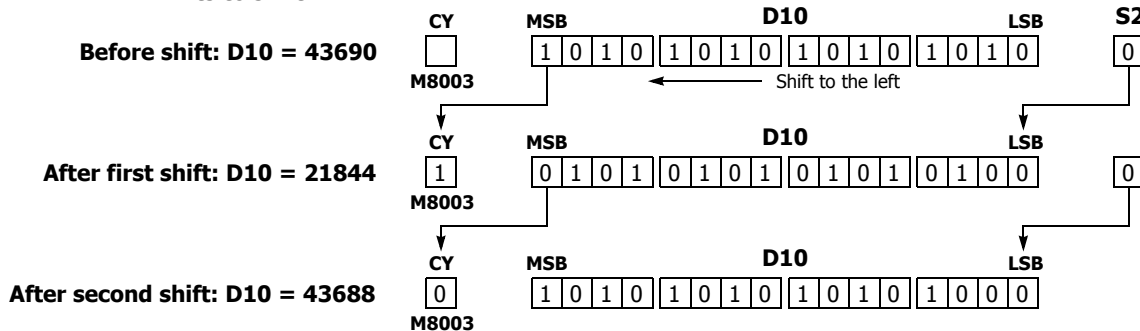 CY MSB D10 LSB S2
Before shift: D10 = 43690 1 0 1 0 1 0 1 0 1 0 1 0 1 0 1 0 0
M8003 Shift to the left
CY MSB D10 LSB
After first shift: D10 = 21844 1 0 1 0 1 0 1 0 1 0 1 0 1 0 1 0 0 0
M8003
CY MSB D10 LSB
After second shift: D10 = 43688 0 1 0 1 0 1 0 1 0 1 0 1 0 1 0 0 0
M8003